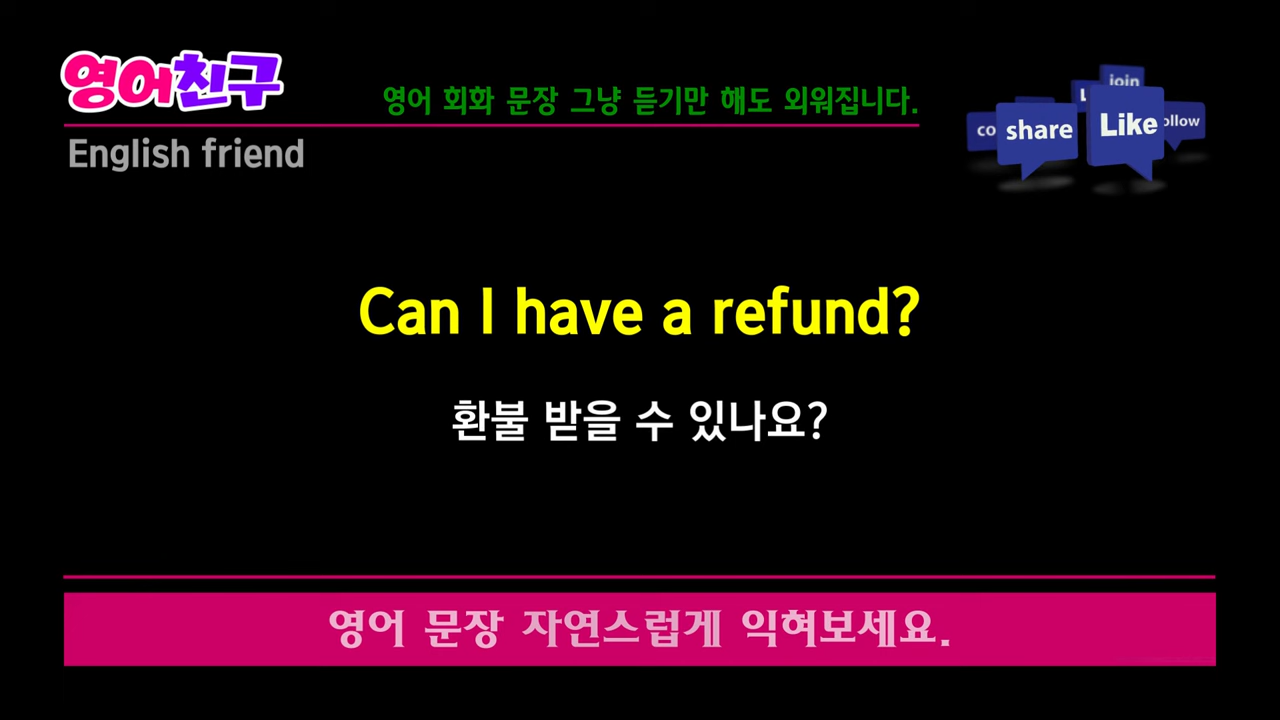 영어친구
영어 회화 문장 그냥 듣기만 해도 외워집니다.
English friend
join
share
Like
Can I have a refund?
환불 받을 수 있나요?
영어 문장 자연스럽게 익혀보세요.